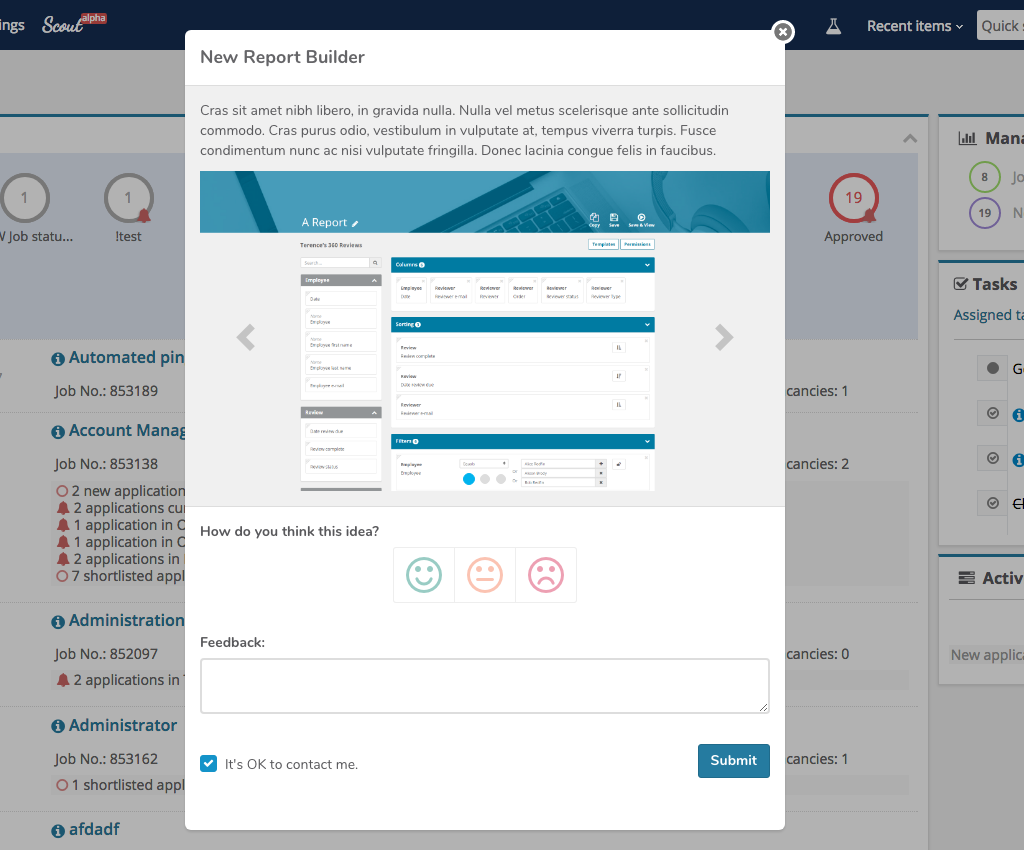 ings
Scout alpha
Recent items
Quick s
New Report Builder
Cras sit amet nibh libero, in gravida nulla. Nulla vel metus scelerisque ante sollicitudin
commodo. Cras purus odio, vestibulum in vulputate at, tempus viverra turpis. Fusce
condimentum nunc ac nisi vulputate fringilla. Donec lacinia congue felis in faucibus.
1
1
Job statu...
!test
19
Approved
Mana
8 Jo
19 N
Tasks
Assigned ta
Ge
A Report
Copy Save Save & View
Terence's 360 Reviews
Templates Permissions
Search...
Employee
Date
Name
Employee
Name
Employee first name
Name
Employee last name
Employee e-mail
Review
Date review due
Review complete
Review status
Columns
Employee Reviewer Reviewer Reviewer Reviewer Reviewer
Date Reviewer e-mail Reviewer Order Reviewer status Reviewer Type
Sorting
Review
Review complete
Review
Date review due
Reviewer
Reviewer e-mail
Filters
Employee
Employee
Equals
Or
Or
Automated pin
Job No.: 853189
cancies: 1
Account Manag
Job No.: 853138
cancies: 2
2 new application
2 applications cu
1 application in C
1 application in C
2 applications in
7 shortlisted appl
Administration
Job No.: 852097
cancies: 0
2 applications in
Administrator
Job No.: 853162
cancies: 1
1 shortlisted appl
afdadf
Activ
New applica
How do you think this idea?
Feedback:
It's OK to contact me.
Submit